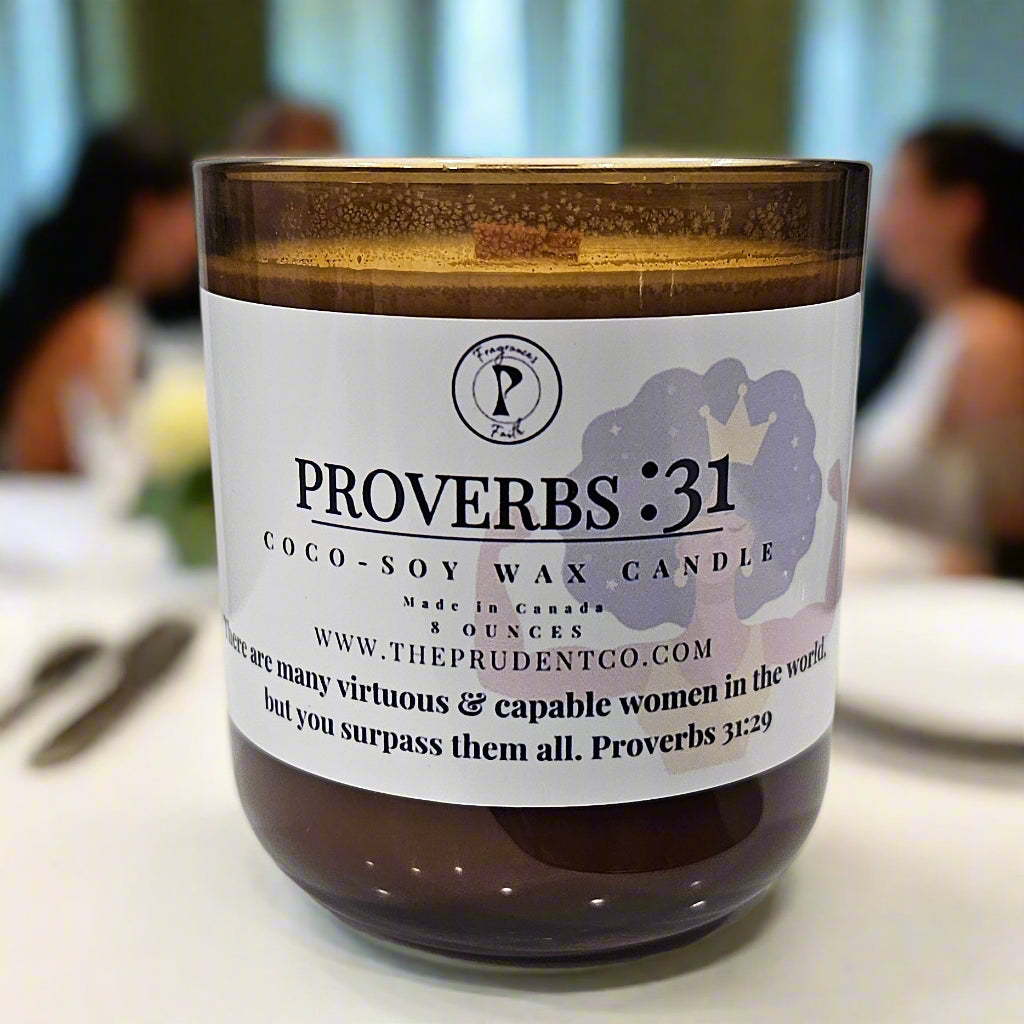 Fragrances
P
Faith
PROVERBS :31
COCO-SOY WAX CANDLE
Made in Canada
8 OUNCES
WWW.THEPRUDENTCO.COM
There are many virtuous & capable women in the world,
but you surpass them all. Proverbs 31:29